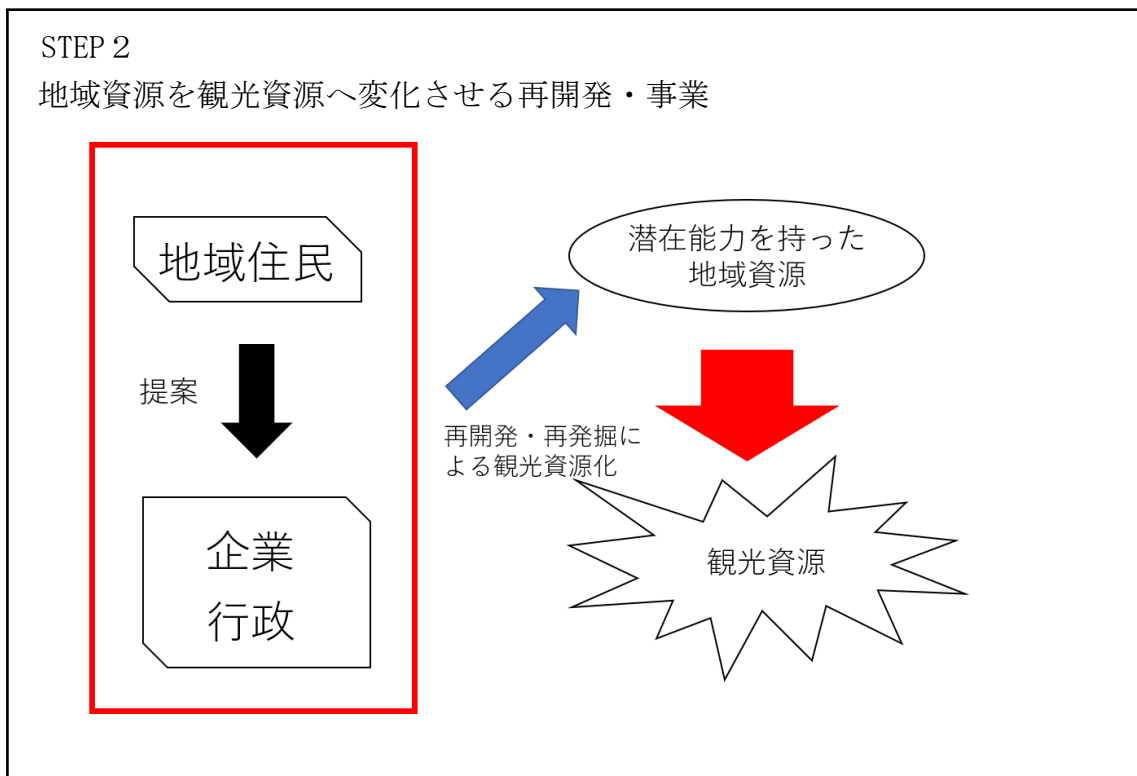 STEP２
地域資源を観光資源へ変化させる再開発・事業
地域住民
提案
企業
行政
再開発・再発掘に
よる観光資源化
潜在能力を持った
地域資源
観光資源